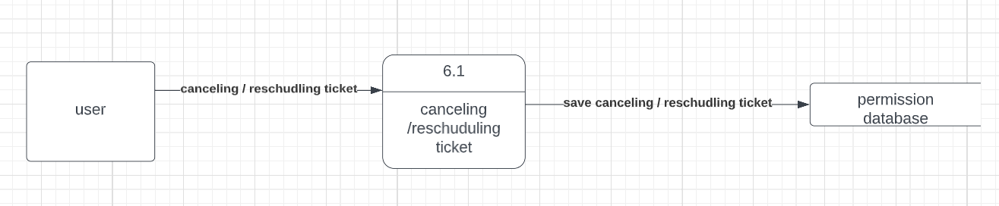 user
canceling / reschudling ticket
6.1
canceling
/reschuduling
ticket
save canceling / reschudling ticket
permission
database